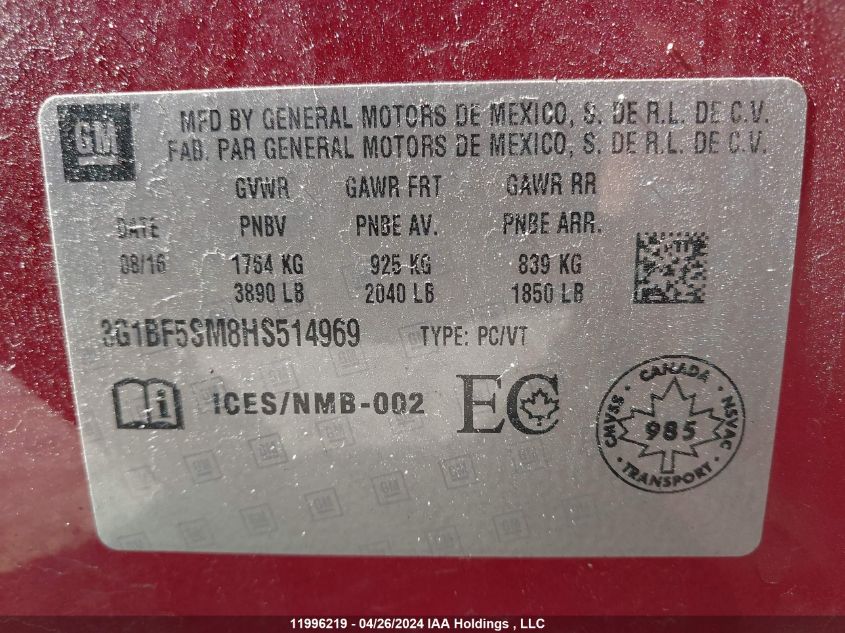 GM
MFD BY GENERAL MOTORS DE MEXICO, S. DE R.L. DE C.V.
FAB. PAR GENERAL MOTORS DE MEXICO, S. DE R.L. DE C.V.
GVWR GAWR FRT GAWR RR
DATE PNBV PNBE AV. PNBE ARR.
08/16 1764 KG 925 KG 839 KG
3890 LB 2040 LB 1850 LB
3G1BF5SM8HS514969 TYPE: PC/VT
i ICES/NMB-002 EC
CANADA
CMVSS 985 NSVAC
TRANSPORT
11996219 - 04/26/2024 IAA Holdings , LLC